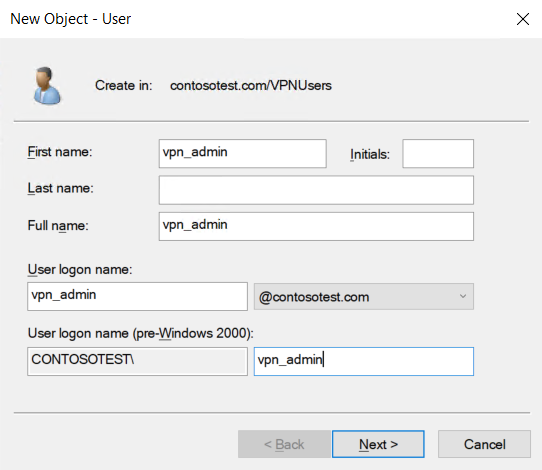 New Object - User
Create in: contosotest.com/VPNUsers
First name: vpn_admin Initials:
Last name:
Full name: vpn_admin
User logon name:
vpn_admin @contosotest.com
User logon name (pre-Windows 2000):
CONTOSOTEST\ vpn_admin
< Back Next > Cancel